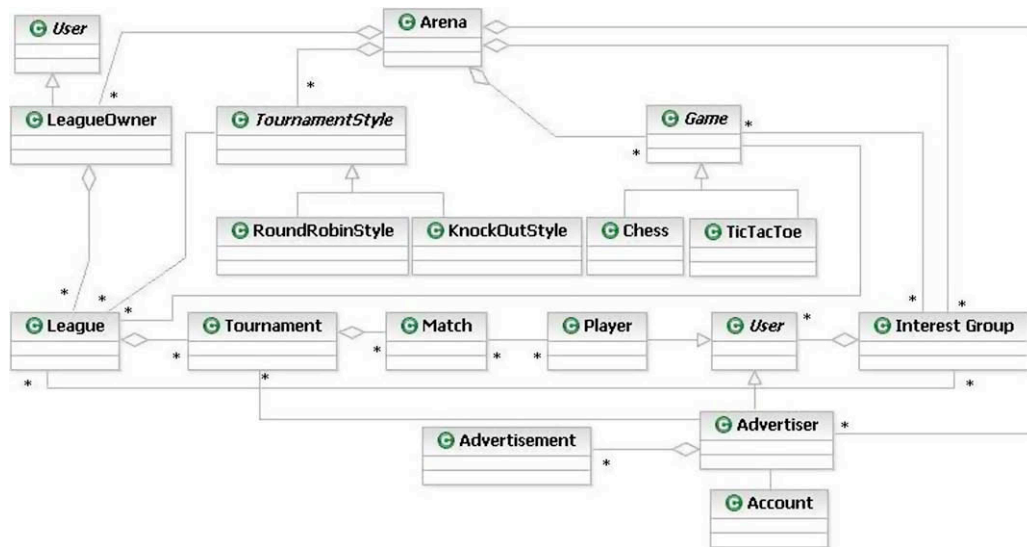 User
Arena
*
LeagueOwner
*
TournamentStyle
Game
*
*
RoundRobinStyle
KnockOutStyle
Chess
TicTacToe
*
*
*
*
*
League
Tournament
Match
Player
User
*
Interest Group
*
*
*
*
*
*
*
Advertiser
*
Advertisement
*
Account